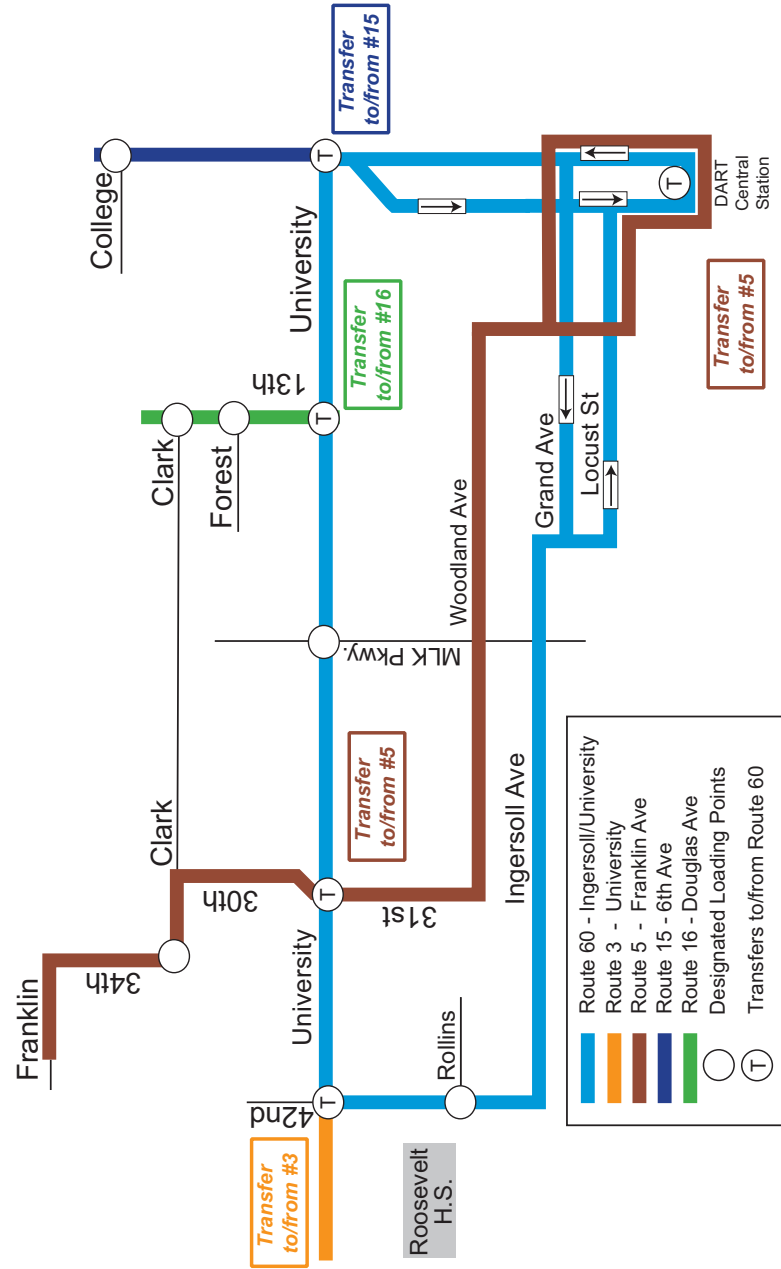 Franklin
34th
College
Clark
Clark
30th
Forest
13th
42nd
University
University
Transfer
to/from #3
T
T
T
T
Transfer
to/from #5
Transfer
to/from #16
Transfer
to/from #15
MLK Pkwy.
Roosevelt
H.S.
Rollins
31st
Woodland Ave
Ingersoll Ave
Grand Ave
Locust St
T
DART
Central
Station
Transfer
to/from #5
Route 60 - Ingersoll/University
Route 3 - University
Route 5 - Franklin Ave
Route 15 - 6th Ave
Route 16 - Douglas Ave
Designated Loading Points
T Transfers to/from Route 60